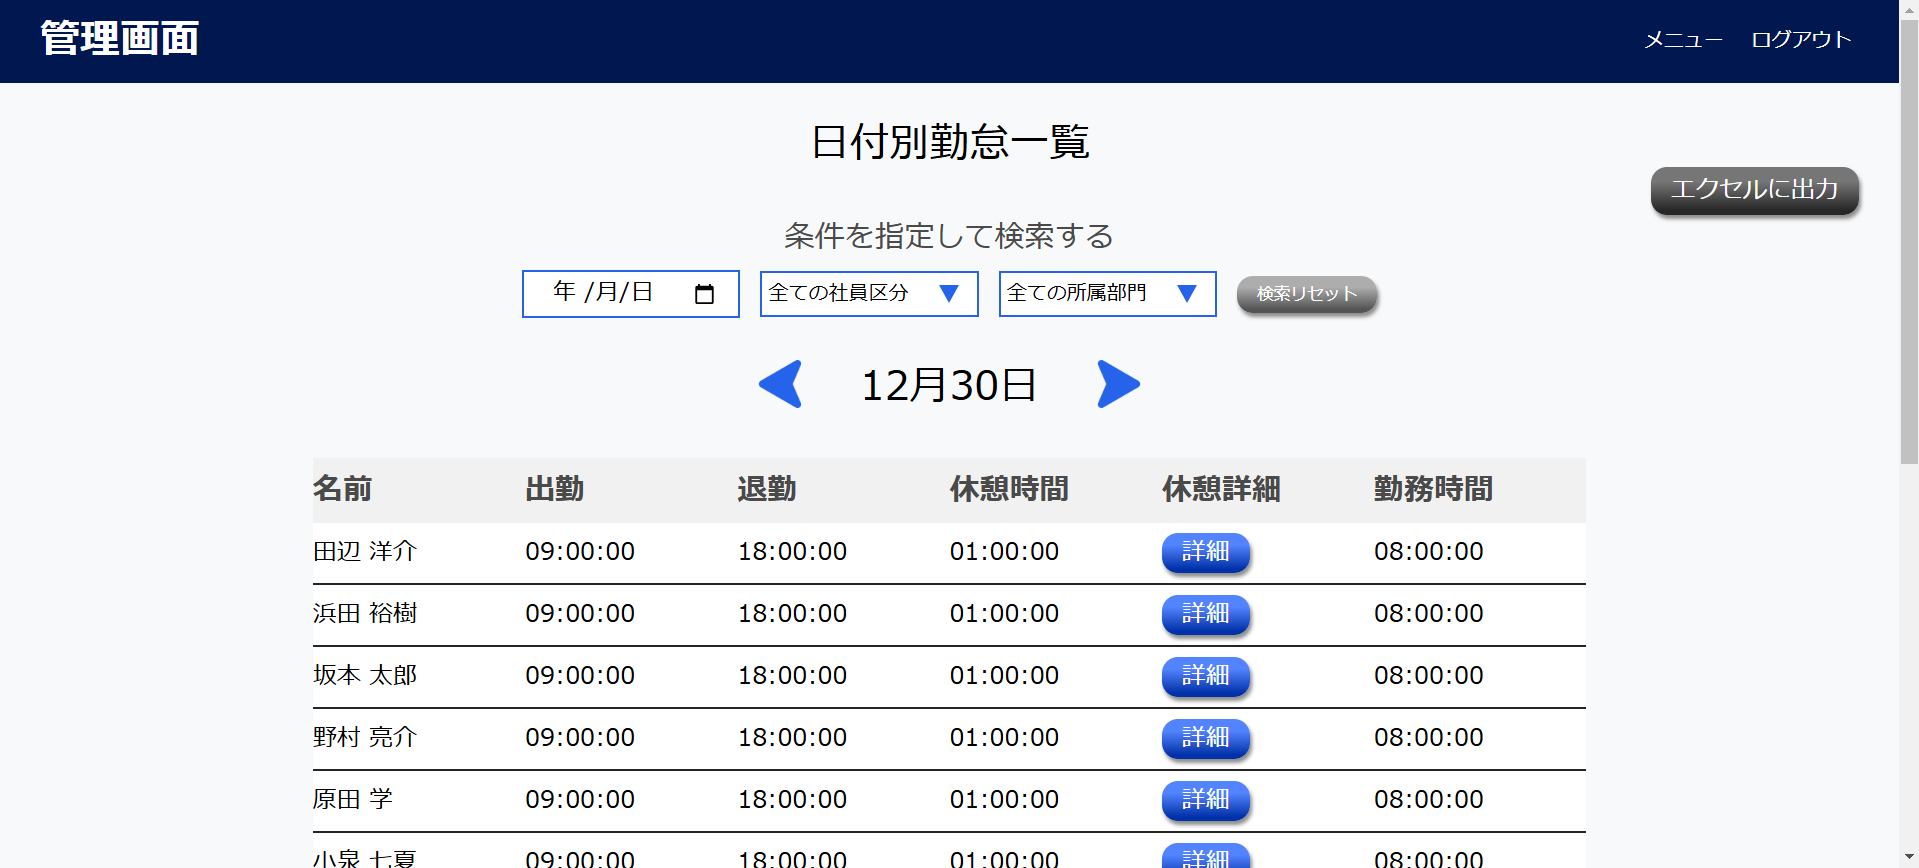 管理画面
メニュー ログアウト
日付別勤怠一覧
エクセルに出力
条件を指定して検索する
年 /月/日 全ての社員区分 ▼ 全ての所属部門 ▼ 検索リセット
12月30日
名前 出勤 退勤 休憩時間 休憩詳細 勤務時間
田辺 洋介 09:00:00 18:00:00 01:00:00 詳細 08:00:00
浜田 裕樹 09:00:00 18:00:00 01:00:00 詳細 08:00:00
坂本 太郎 09:00:00 18:00:00 01:00:00 詳細 08:00:00
野村 亮介 09:00:00 18:00:00 01:00:00 詳細 08:00:00
原田 学 09:00:00 18:00:00 01:00:00 詳細 08:00:00
小泉 七夏 09:00:00 18:00:00 01:00:00 詳細 08:00:00